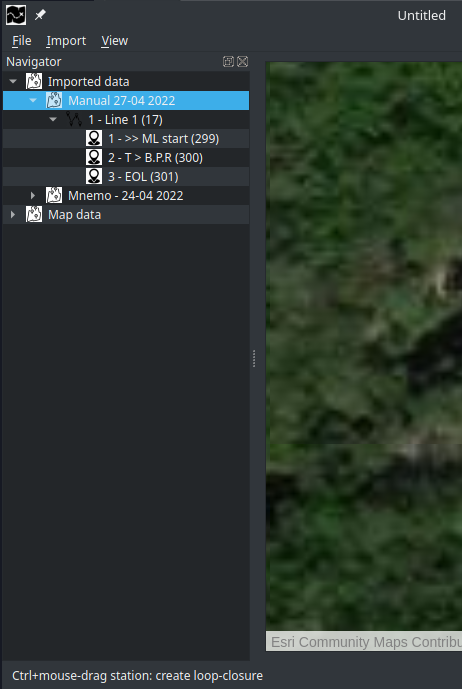 Untitled
File Import View
Navigator
Imported data
Manual 27-04 2022
1 - Line 1 (17)
1 - >> ML start (299)
2 - T > B.P.R (300)
3 - EOL (301)
Mnemo - 24-04 2022
Map data
Esri Community Maps Contribu
Ctrl+mouse-drag station: create loop-closure